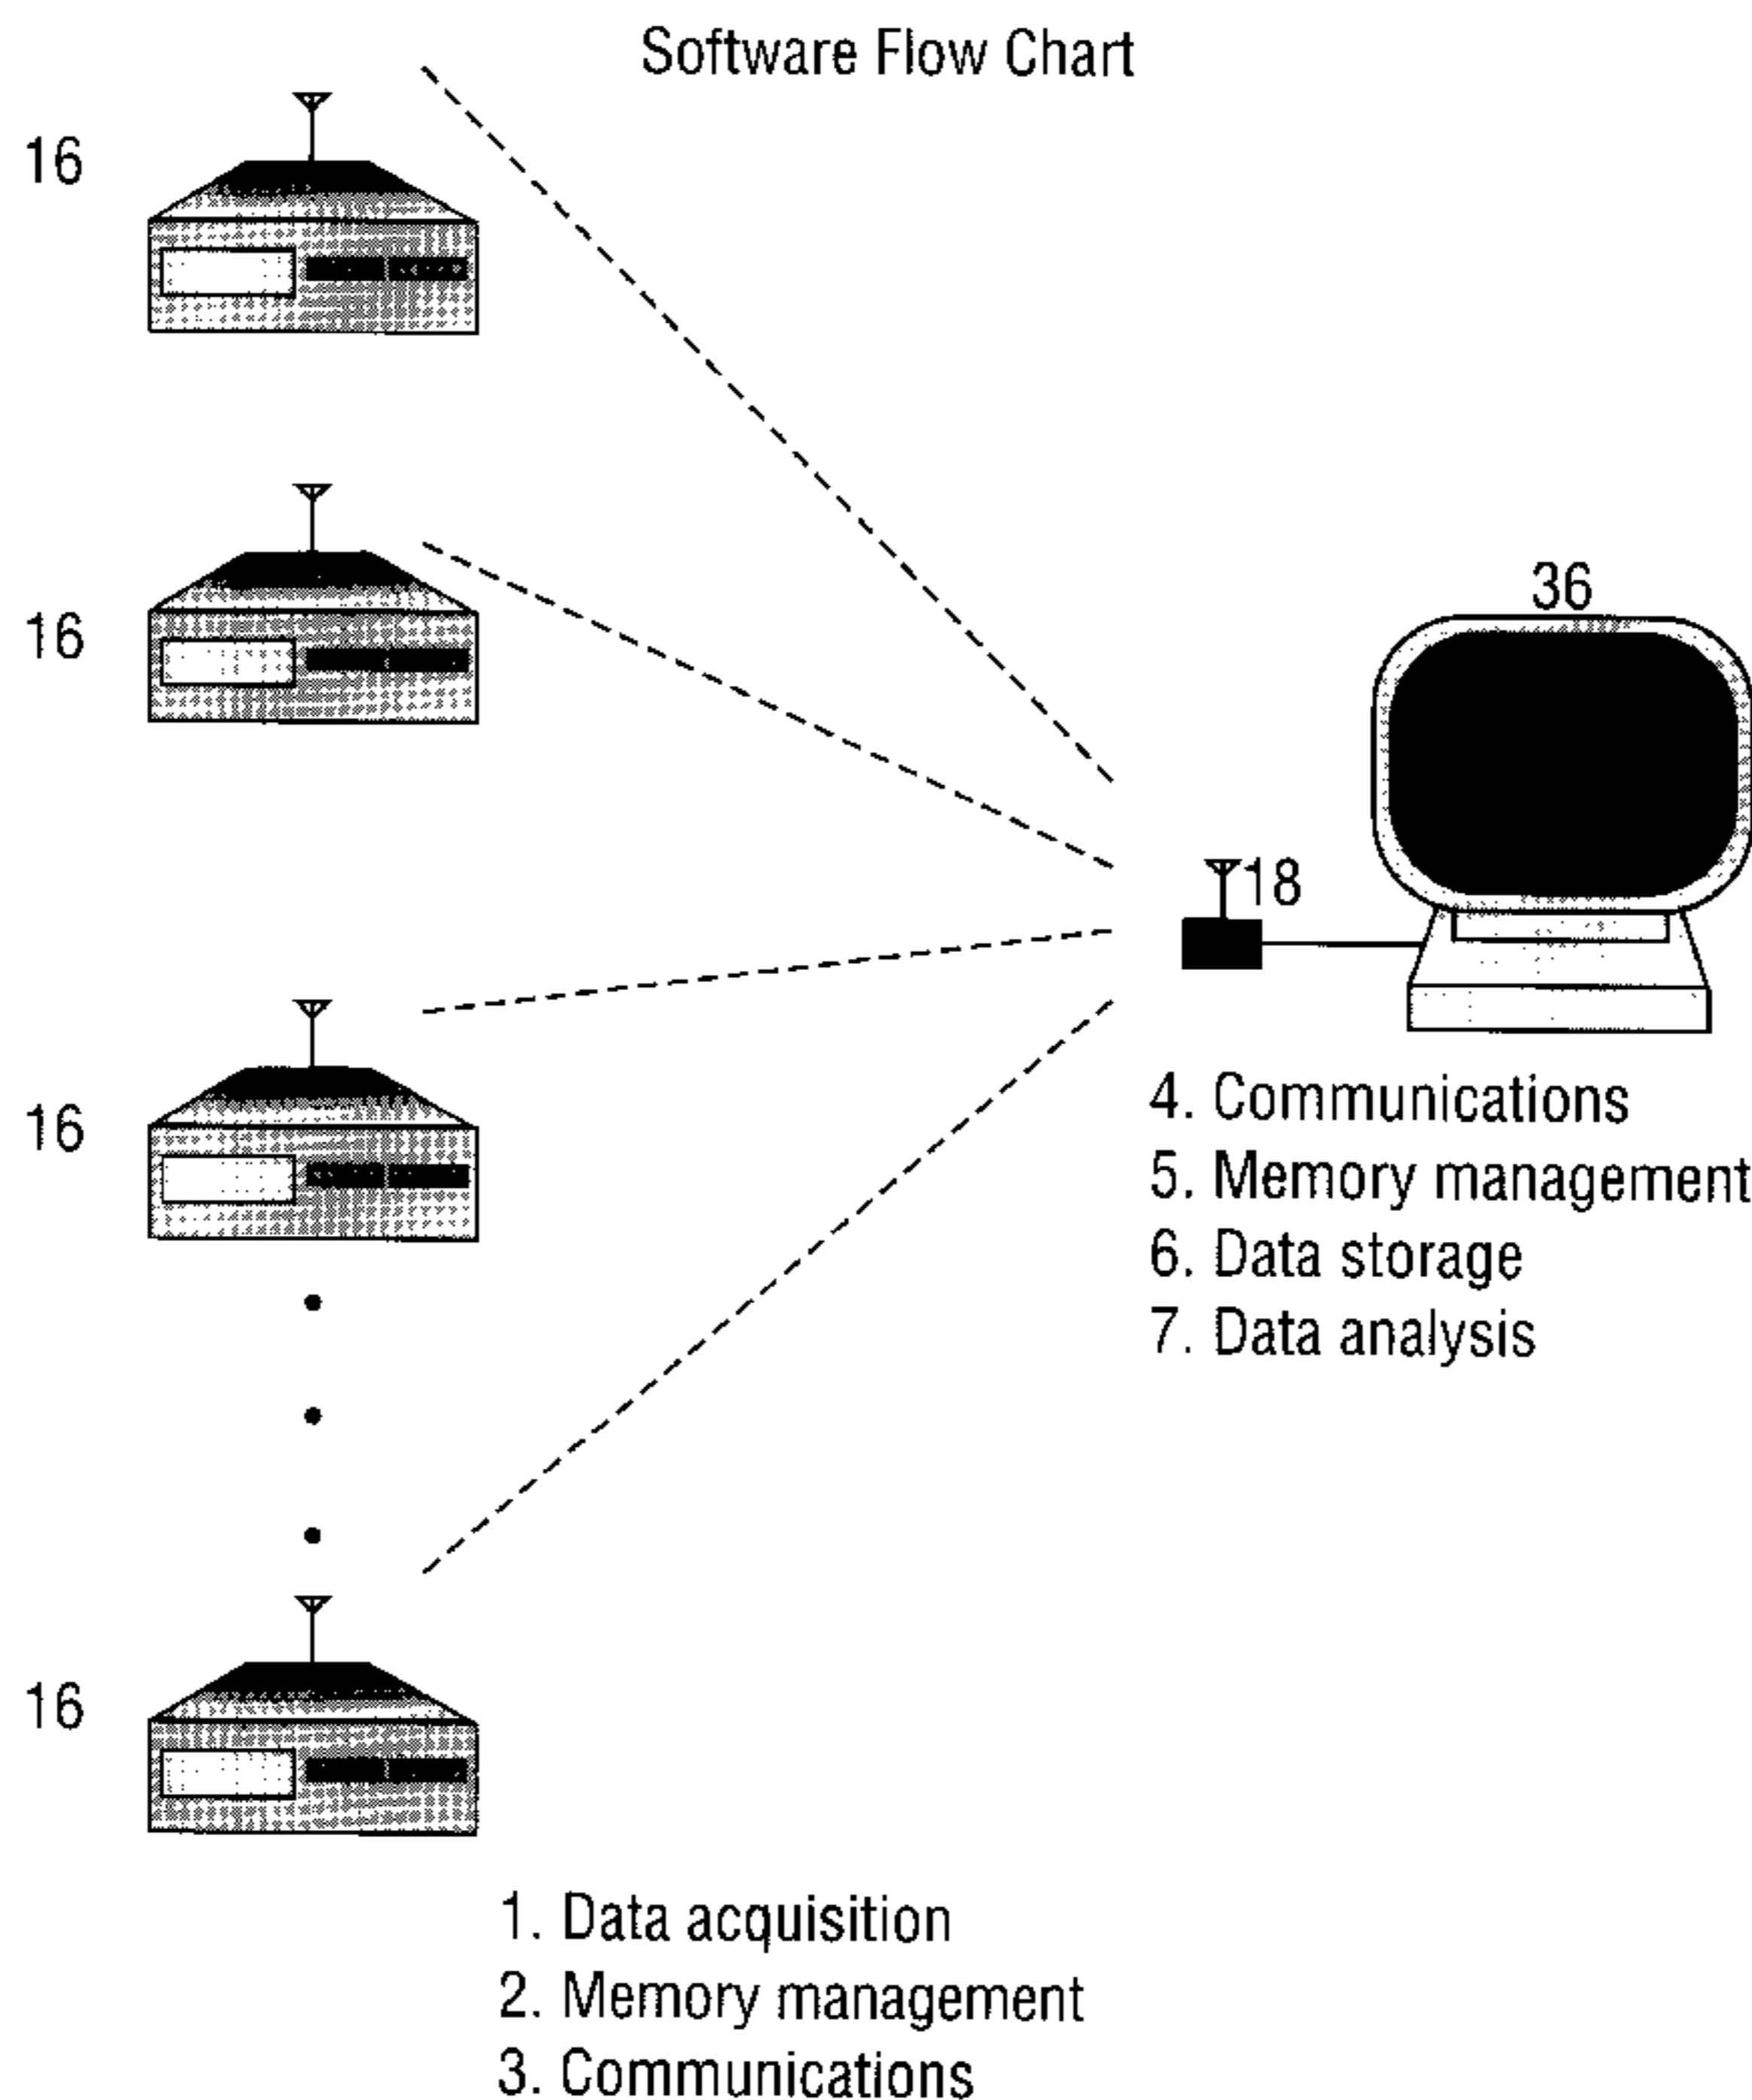 Software Flow Chart
16
16
36
18
16
4. Communications
5. Memory management
6. Data storage
7. Data analysis
16
1. Data acquisition
2. Memory management
3. Communications